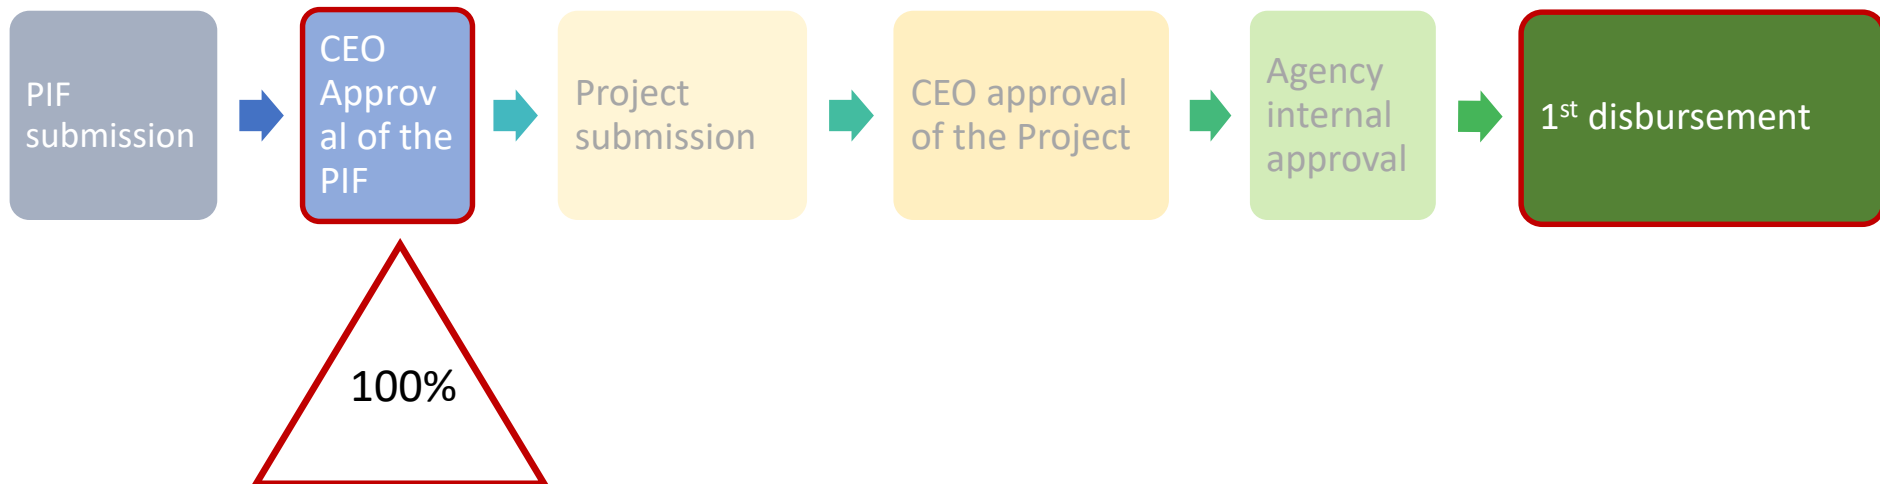 PIF
submission
CEO
Approv
al of the
PIF
Project
submission
CEO approval
of the Project
Agency
internal
approval
1st disbursement
100%